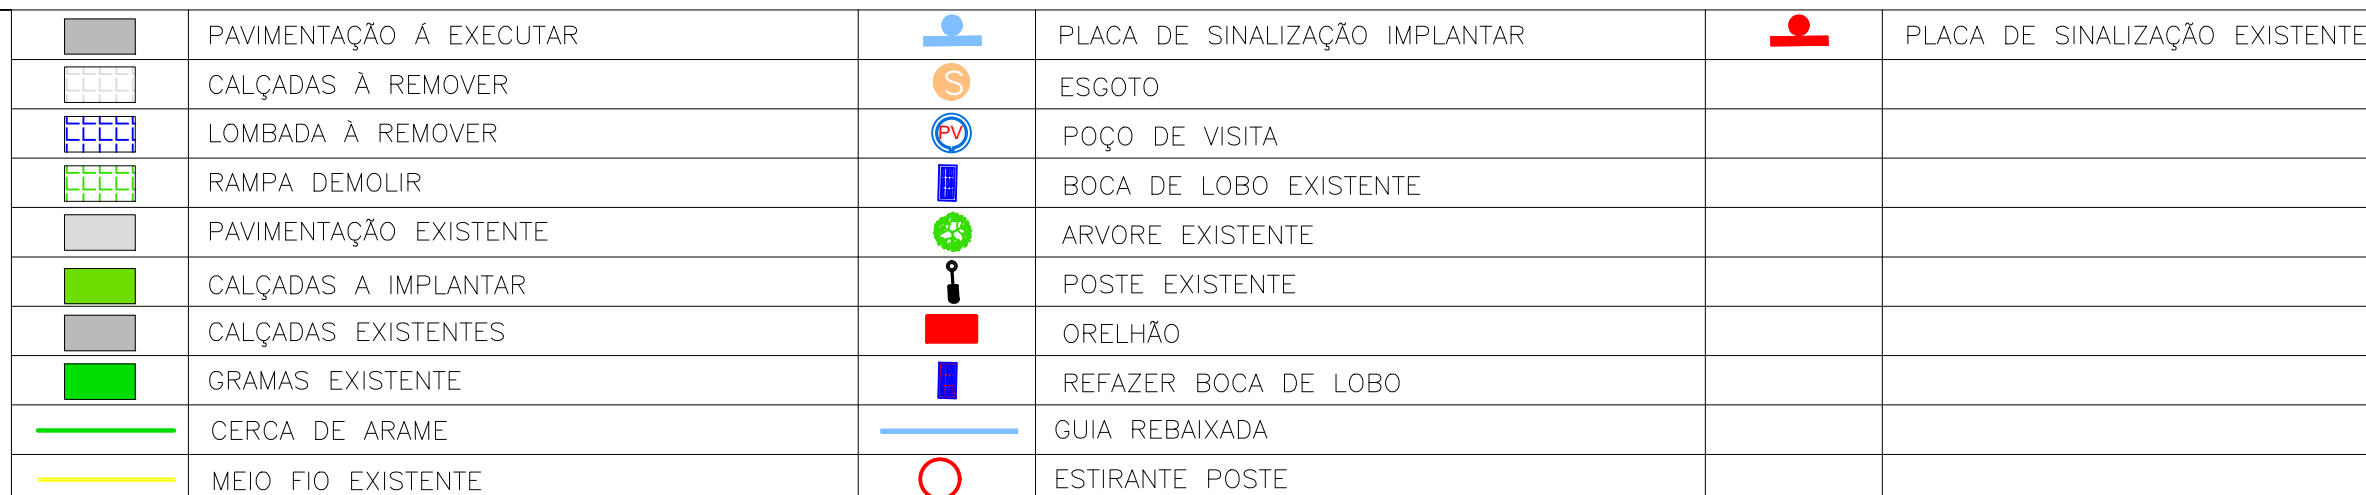 PAVIMENTAÇÃO Á EXECUTAR
PLACA DE SINALIZAÇÃO IMPLANTAR
PLACA DE SINALIZAÇÃO EXISTENTE
CALÇADAS À REMOVER
S
ESGOTO
LOMBADA À REMOVER
PV
POÇO DE VISITA
RAMPA DEMOLIR
BOCA DE LOBO EXISTENTE
PAVIMENTAÇÃO EXISTENTE
ARVORE EXISTENTE
CALÇADAS A IMPLANTAR
POSTE EXISTENTE
CALÇADAS EXISTENTES
ORELHÃO
GRAMAS EXISTENTE
REFAZER BOCA DE LOBO
CERCA DE ARAME
GUIA REBAIXADA
MEIO FIO EXISTENTE
ESTIRANTE POSTE